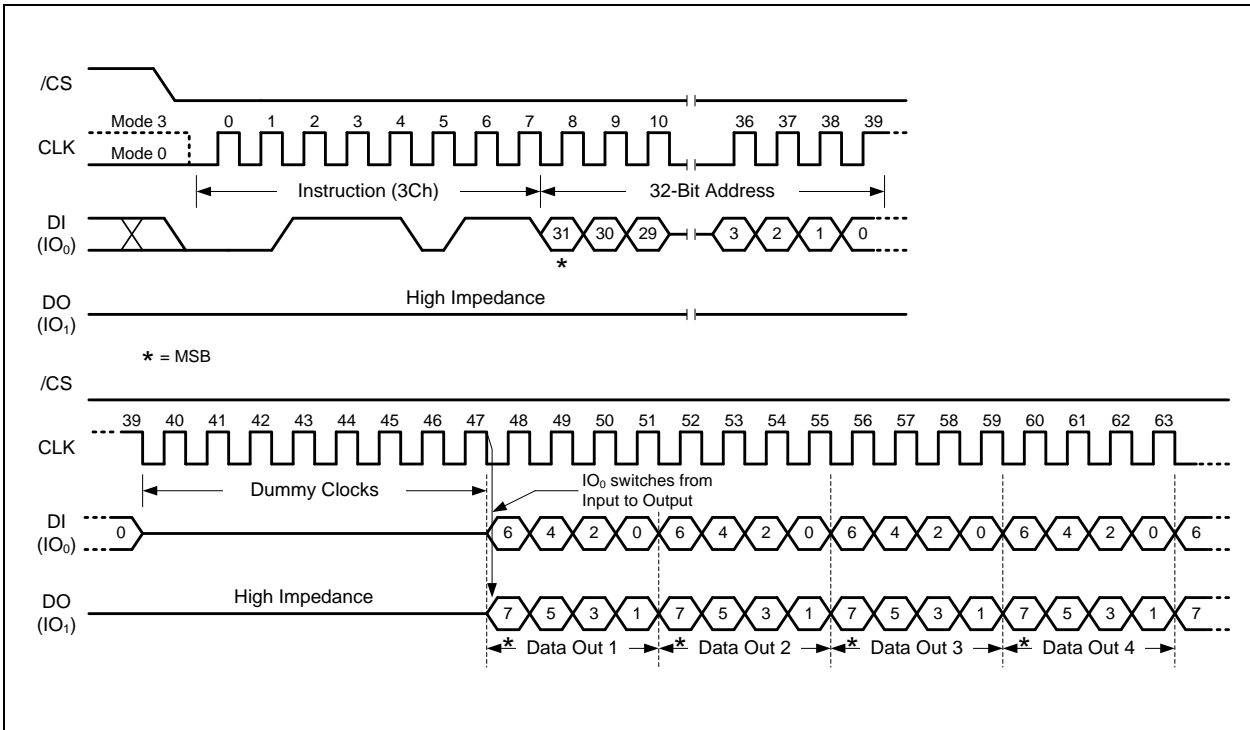 /CS
Mode 3 0 1 2 3 4 5 6 7 8 9 10 36 37 38 39
CLK
Mode 0
Instruction (3Ch) 32-Bit Address
DI
(IO₀)
31 30 29 3 2 1 0
*
High Impedance
DO
(IO₁)
* = MSB
/CS
39 40 41 42 43 44 45 46 47 48 49 50 51 52 53 54 55 56 57 58 59 60 61 62 63
CLK
Dummy Clocks
IO₀ switches from
Input to Output
DI
(IO₀)
0 6 4 2 0 6 4 2 0 6 4 2 0 6 4 2 0 6
High Impedance
DO
(IO₁)
7 5 3 1 7 5 3 1 7 5 3 1 7 5 3 1 7
* Data Out 1 * Data Out 2 * Data Out 3 * Data Out 4